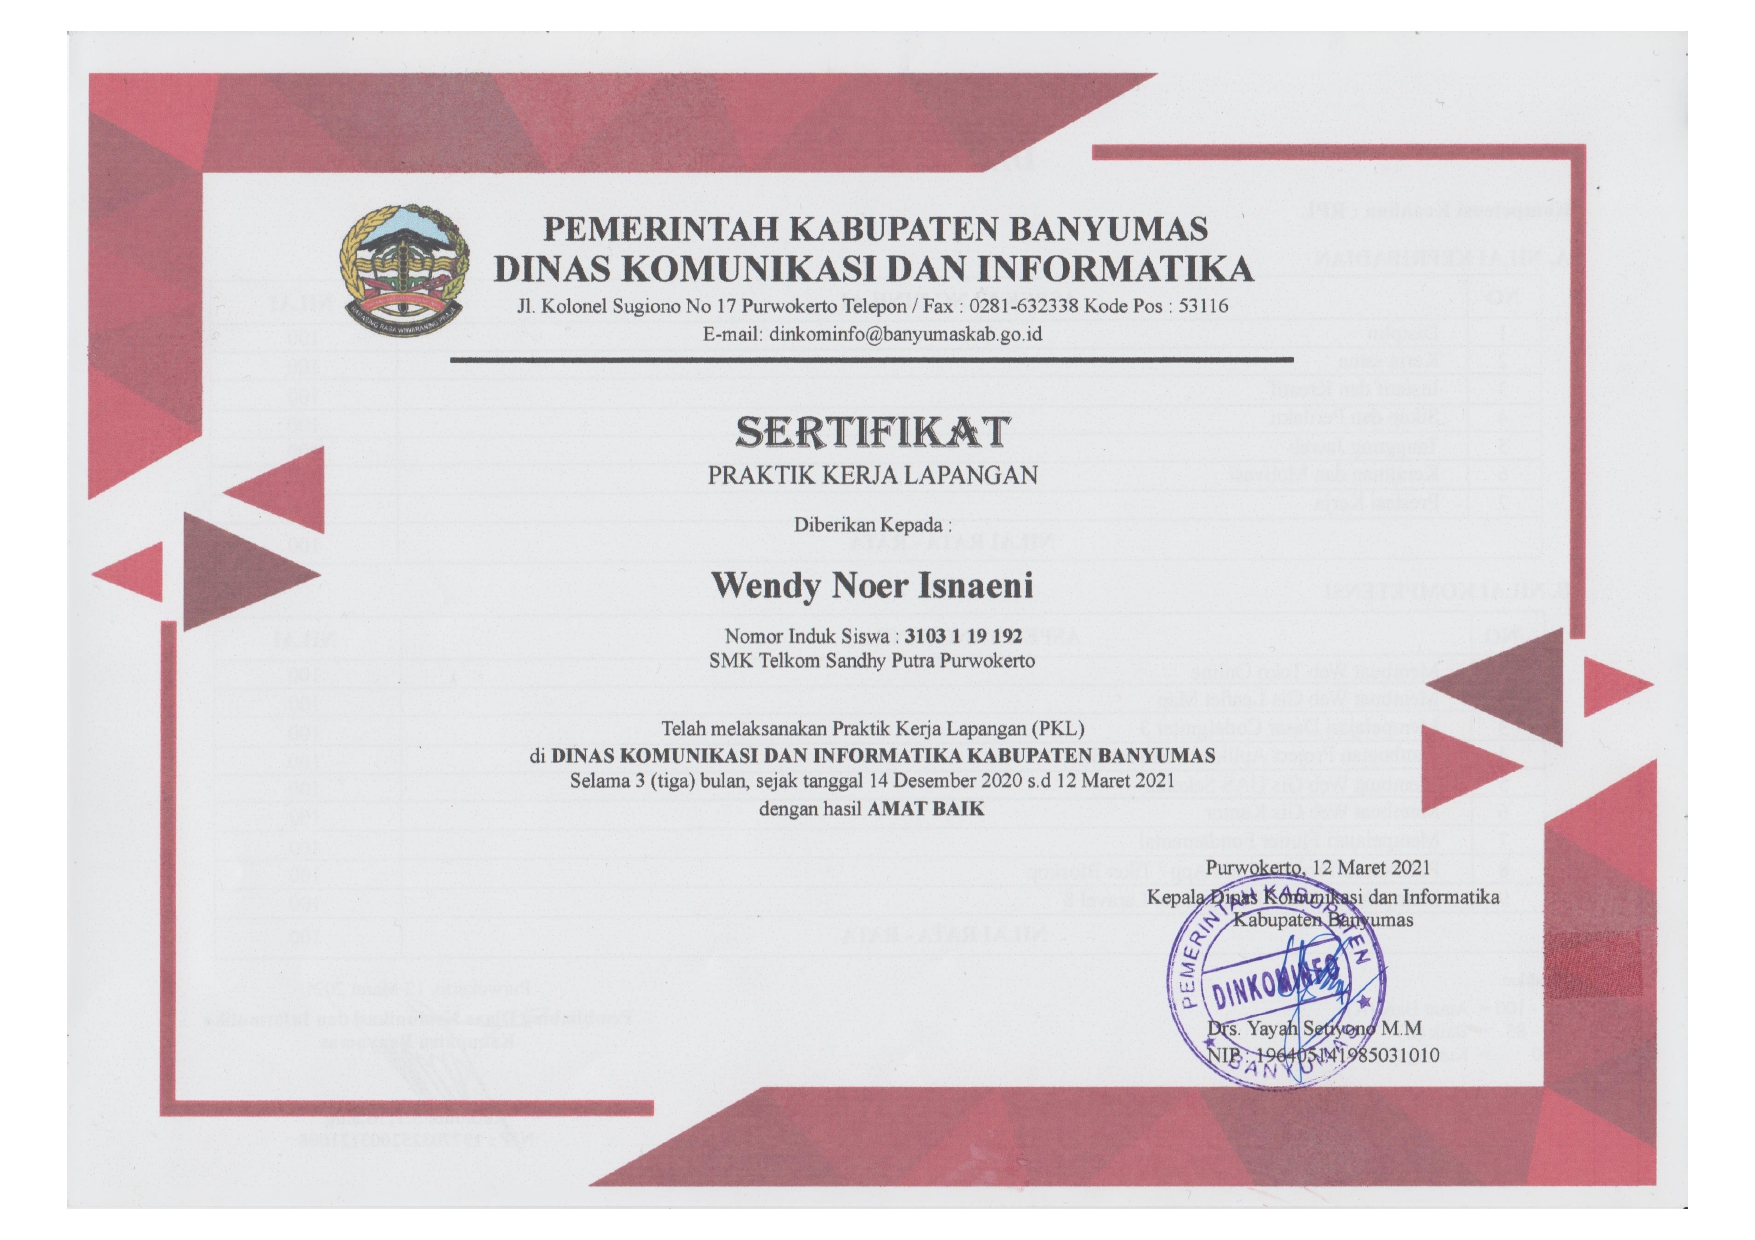 PEMERINTAH KABUPATEN BANYUMAS
DINAS KOMUNIKASI DAN INFORMATIKA
Jl. Kolonel Sugiono No 17 Purwokerto Telepon / Fax : 0281-632338 Kode Pos : 53116
E-mail: dinkominfo@banyumaskab.go.id
SERTIFIKAT
PRAKTIK KERJA LAPANGAN
Diberikan Kepada :
Wendy Noer Isnaeni
Nomor Induk Siswa : 3103 1 19 192
SMK Telkom Sandhy Putra Purwokerto
Telah melaksanakan Praktik Kerja Lapangan (PKL)
di DINAS KOMUNIKASI DAN INFORMATIKA KABUPATEN BANYUMAS
Selama 3 (tiga) bulan, sejak tanggal 14 Desember 2020 s.d 12 Maret 2021
dengan hasil AMAT BAIK
Purwokerto, 12 Maret 2021
Kepala Dinas Komunikasi dan Informatika
Kabupaten Banyumas
PEMERINTAH KABUPATEN
DINKOMINFO
BANYUMAS
Drs. Yayah Setiyono M.M
NIP : 196405141985031010